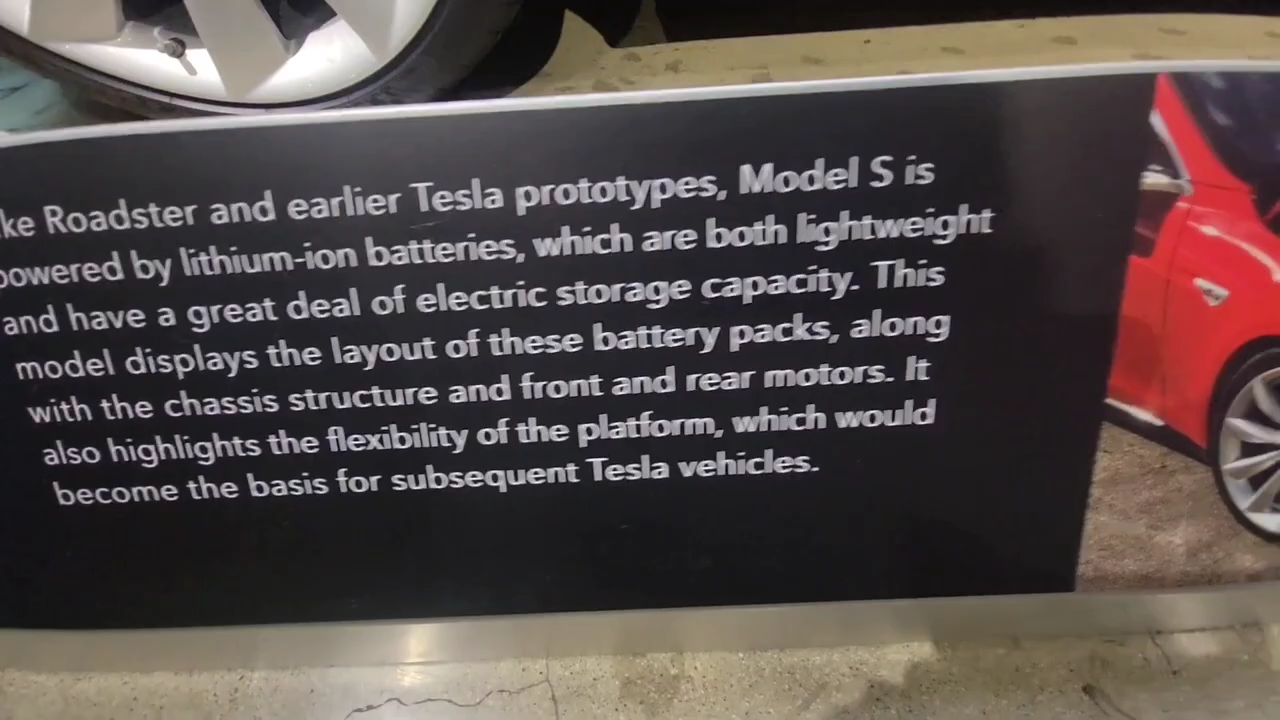 ke Roadster and earlier Tesla prototypes, Model S is
powered by lithium-ion batteries, which are both lightweight
and have a great deal of electric storage capacity. This
model displays the layout of these battery packs, along
with the chassis structure and front and rear motors. It
also highlights the flexibility of the platform, which would
become the basis for subsequent Tesla vehicles.